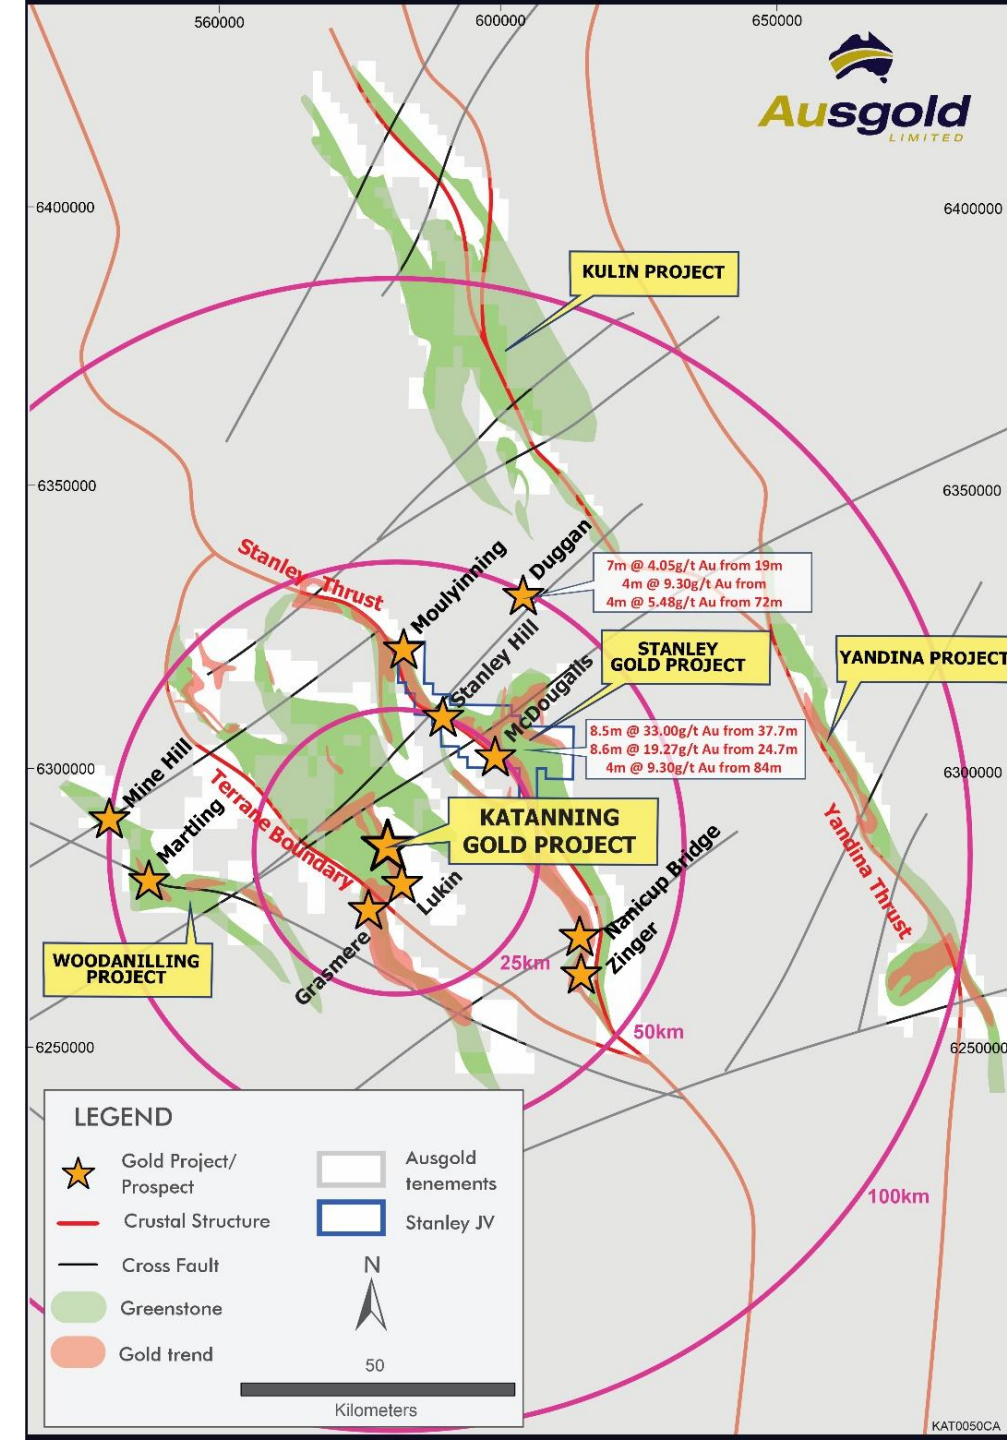 560000
600000
650000
Ausgold
LIMITED
6400000
6400000
KULIN PROJECT
6350000
6350000
Stanley Thrust
Moulyinning
Duggan
7m @ 4.05g/t Au from 19m
4m @ 9.30g/t Au from
4m @ 5.48g/t Au from 72m
Stanley Hill
STANLEY
GOLD PROJECT
YANDINA PROJECT
McDougalls
8.5m @ 33.00g/t Au from 37.7m
8.6m @ 19.27g/t Au from 24.7m
4m @ 9.30g/t Au from 84m
6300000
6300000
Mine Hill
Terrane Boundary
Martling
KATANNING
GOLD PROJECT
Yandina Thrust
Lukin
Nanicup Bridge
Zinger
Grasmere
WOODANILLING
PROJECT
25km
50km
6250000
6250000
100km
LEGEND
Gold Project/
Prospect
Crustal Structure
Cross Fault
Greenstone
Gold trend
Ausgold
tenements
Stanley JV
N
50
Kilometers
KAT0050CA